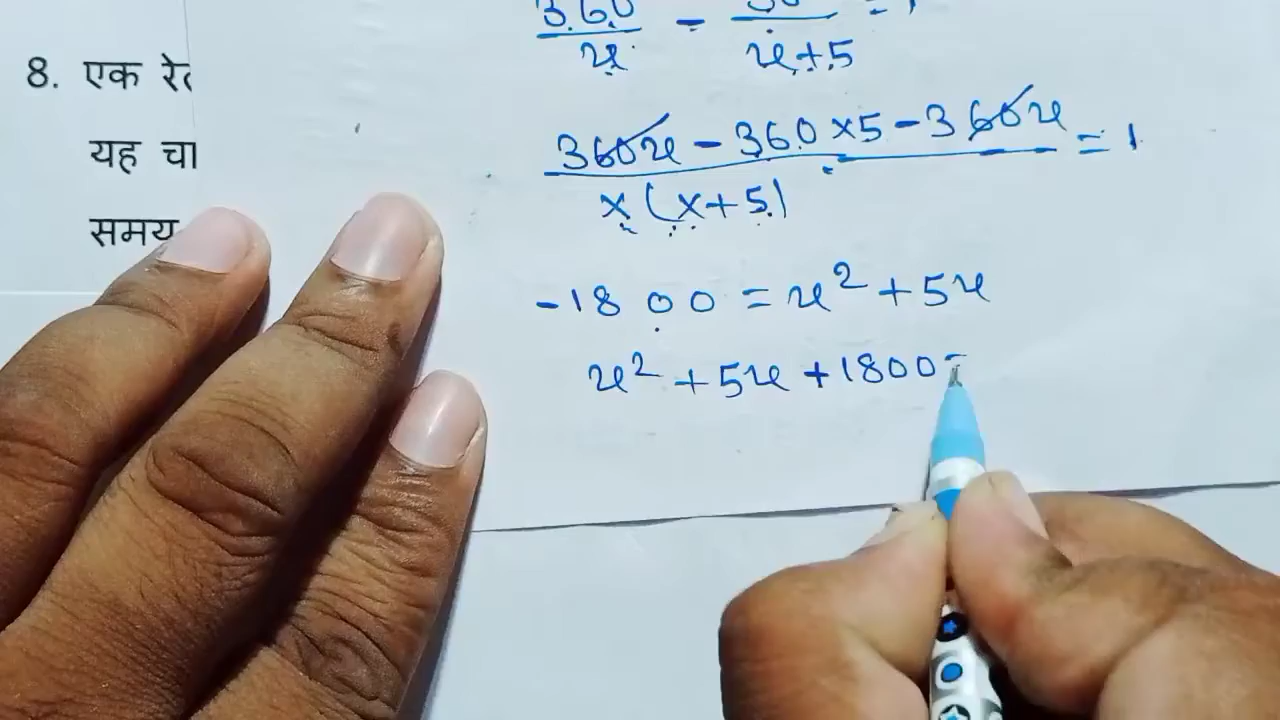 360/x - /x+5 = 1
8. एक
यह चा
समय
360x - 360×5 - 360x / x(x+5) = 1
-1800 = x² + 5x
x² + 5x + 1800 =